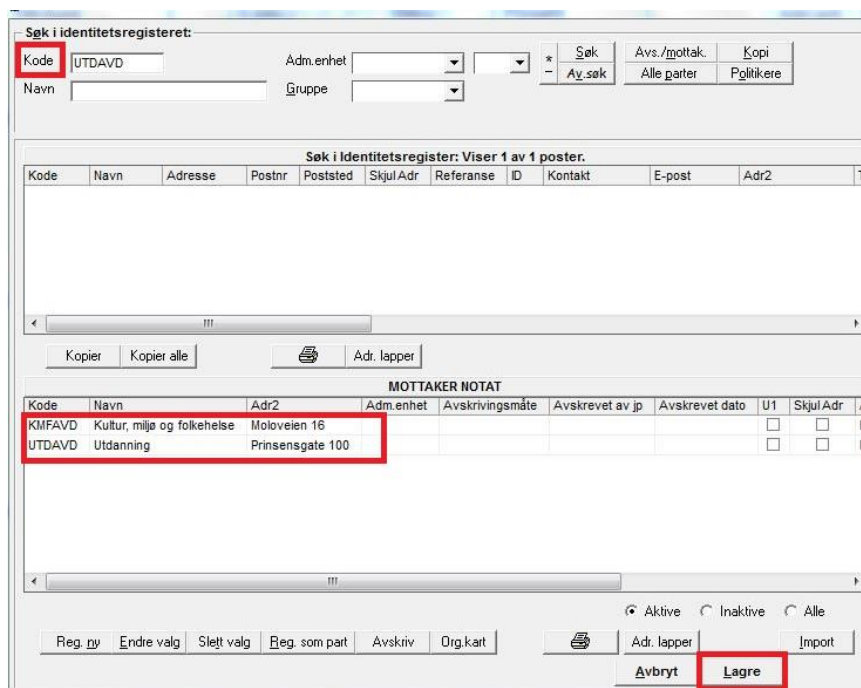 Søk i identitetsregisteret:
Kode UTDAVD Adm.enhet * Søk Avs./mottak. Kopi
Navn Gruppe - Av.søk Alle parter Politikere
Søk i Identitetsregister: Viser 1 av 1 poster.
Kode Navn Adresse Postnr Poststed Skjul Adr Referanse ID Kontakt E-post Adr2
Kopier Kopier alle Adr. lapper
MOTTAKER NOTAT
Kode Navn Adr2 Adm.enhet Avskrivingsmåte Avskrevet av jp Avskrevet dato U1 Skjul Adr
KMFAVD Kultur, miljø og folkehelse Moloveien 16
UTDAVD Utdanning Prinsensgate 100
Aktive Inaktive Alle
Reg. ny Endre valg Slett valg Reg. som part Avskriv Org.kart Adr. lapper Import
Avbryt Lagre